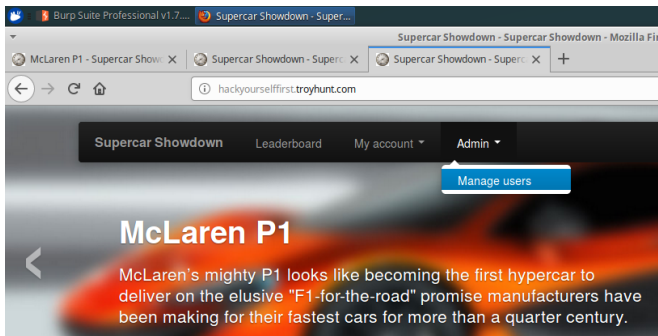 Burp Suite Professional v1.7.... Supercar Showdown - Super...
Supercar Showdown - Supercar Showdown - Mozilla Fi
McLaren P1 - Supercar Show Supercar Showdown - Superc Supercar Showdown - Superc
hackyourselffirst.troyhunt.com
Supercar Showdown Leaderboard My account Admin
Manage users
McLaren P1
McLaren's mighty P1 looks like becoming the first hypercar to
deliver on the elusive "F1-for-the-road" promise manufacturers have
been making for their fastest cars for more than a quarter century.